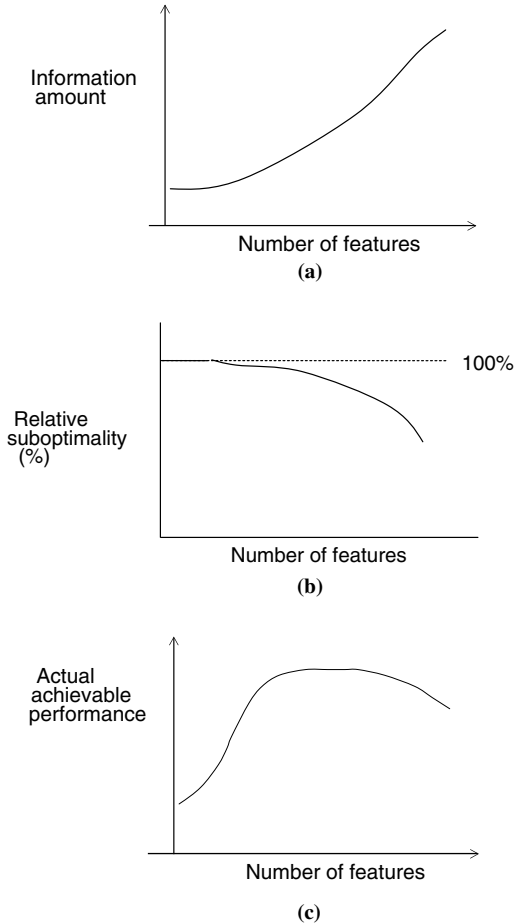 Information
amount
Number of features
(a)
100%
Relative
suboptimality
(%)
Number of features
(b)
Actual
achievable
performance
Number of features
(c)